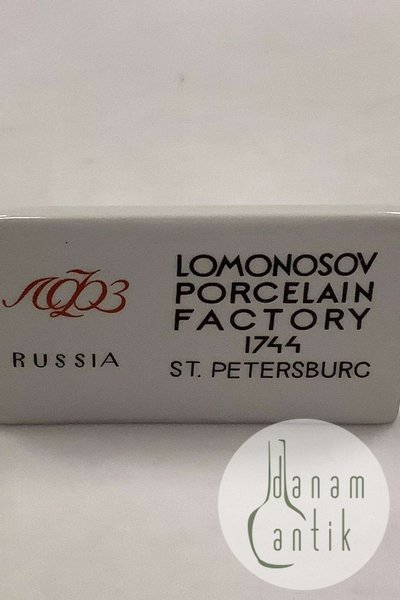 ЛФЗ
RUSSIA
LOMONOSOV
PORCELAIN
FACTORY
1744
ST. PETERSBURG
danam
antik